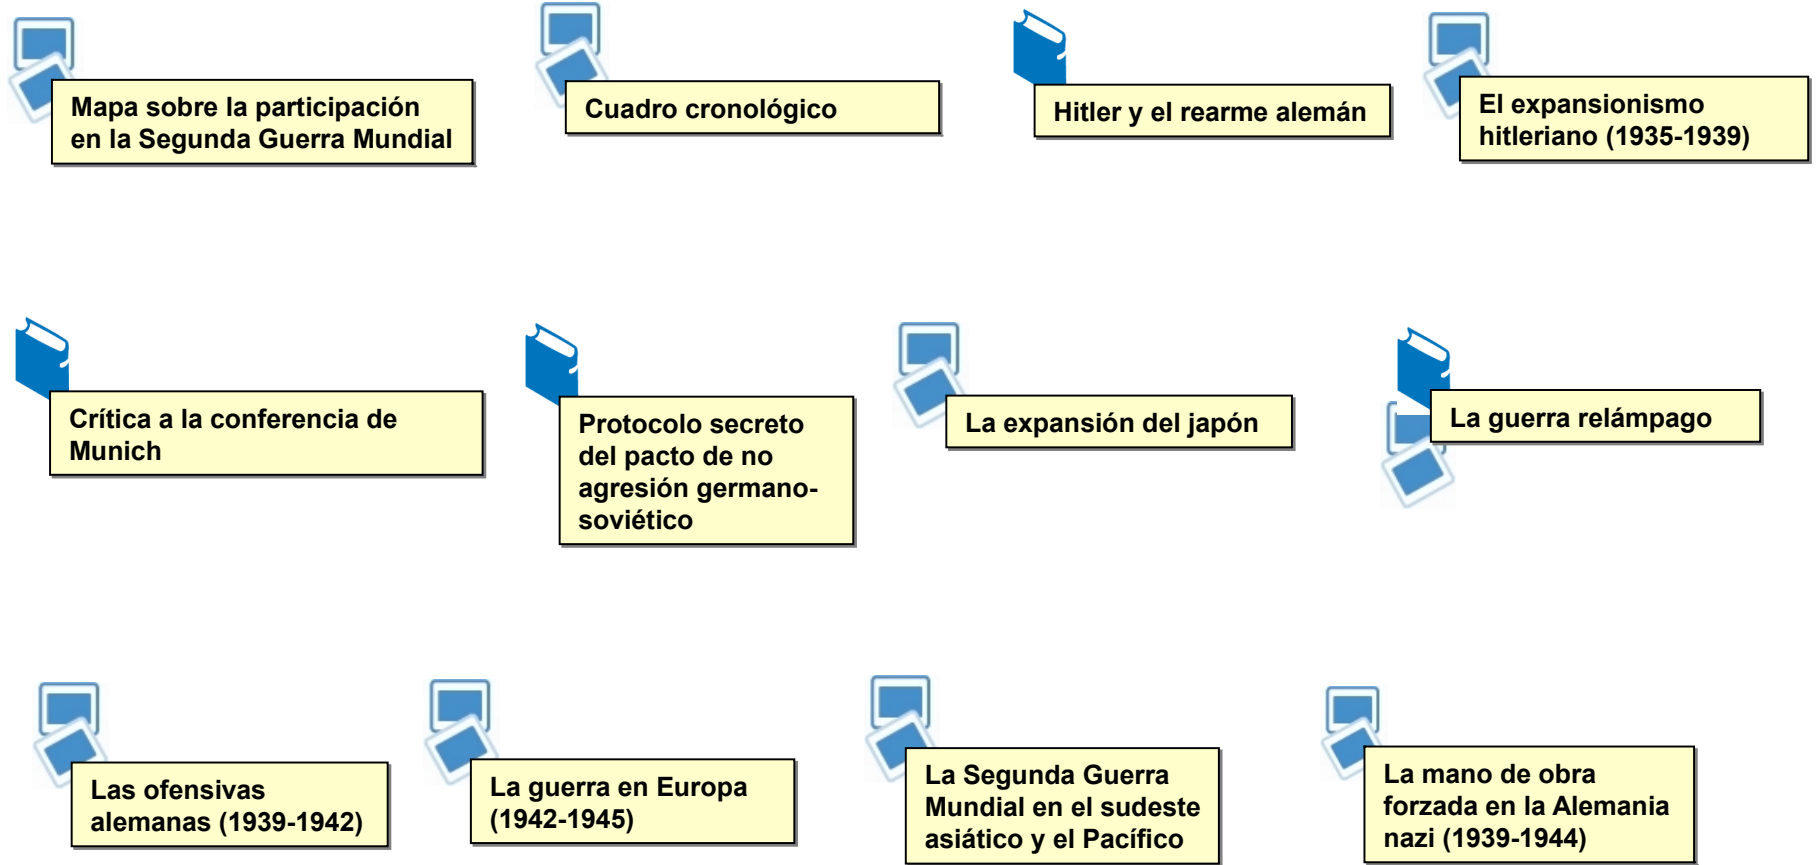 Mapa sobre la participación
en la Segunda Guerra Mundial
Cuadro cronológico
Hitler y el rearme alemán
El expansionismo
hitleriano (1935-1939)
Crítica a la conferencia de
Munich
Protocolo secreto
del pacto de no
agresión germano-
soviético
La expansión del japón
La guerra relámpago
Las ofensivas
alemanas (1939-1942)
La guerra en Europa
(1942-1945)
La Segunda Guerra
Mundial en el sudeste
asiático y el Pacífico
La mano de obra
forzada en la Alemania
nazi (1939-1944)